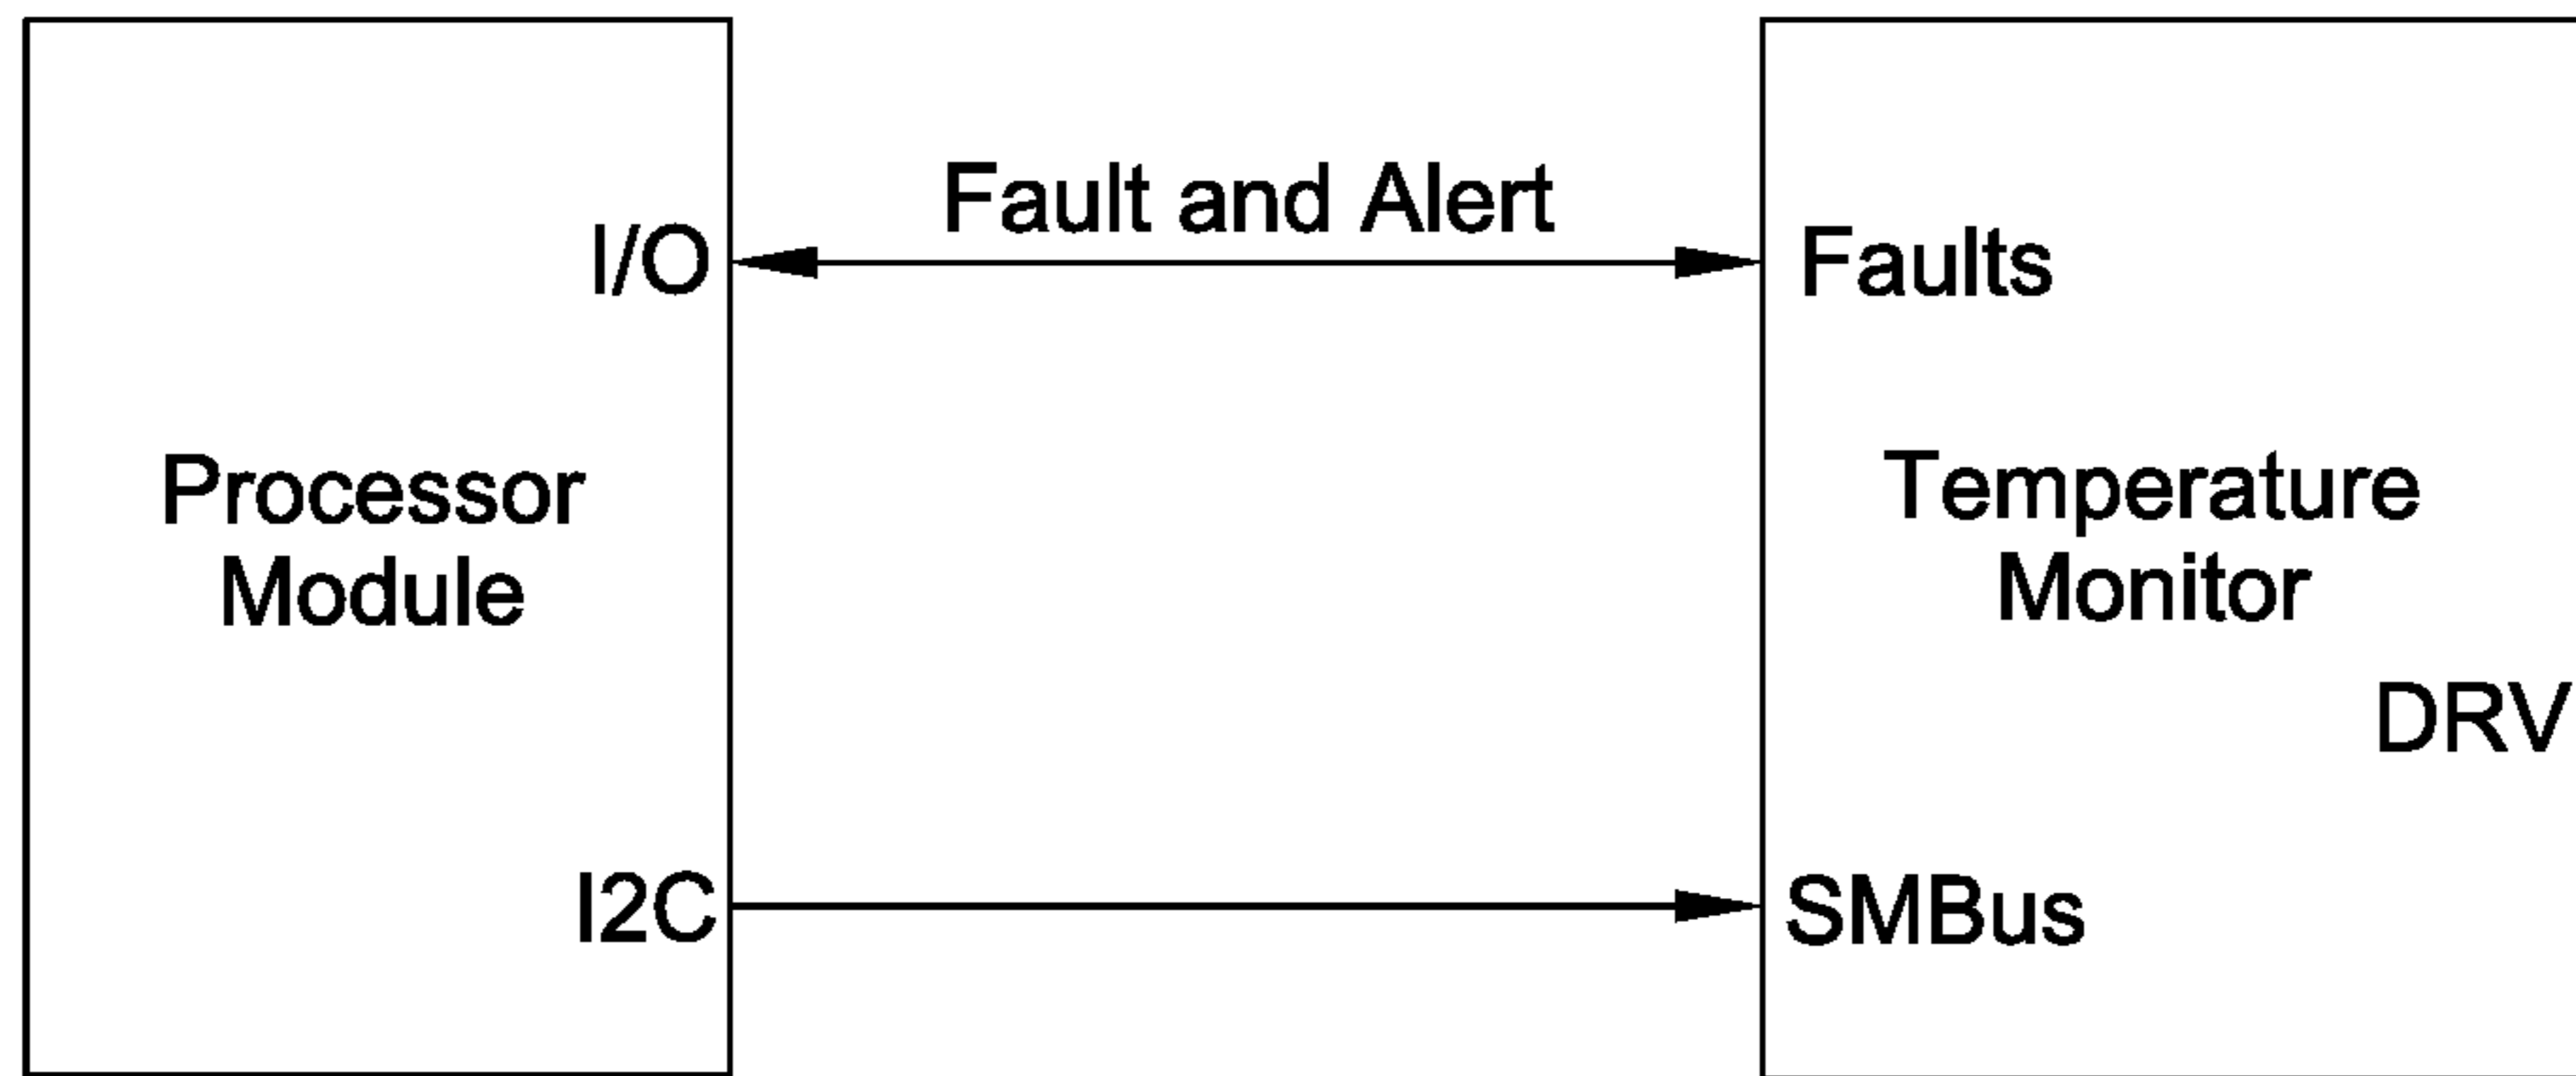 Fault and Alert
I/O
Faults
Processor
Module
Temperature
Monitor
DRV
I2C
SMBus